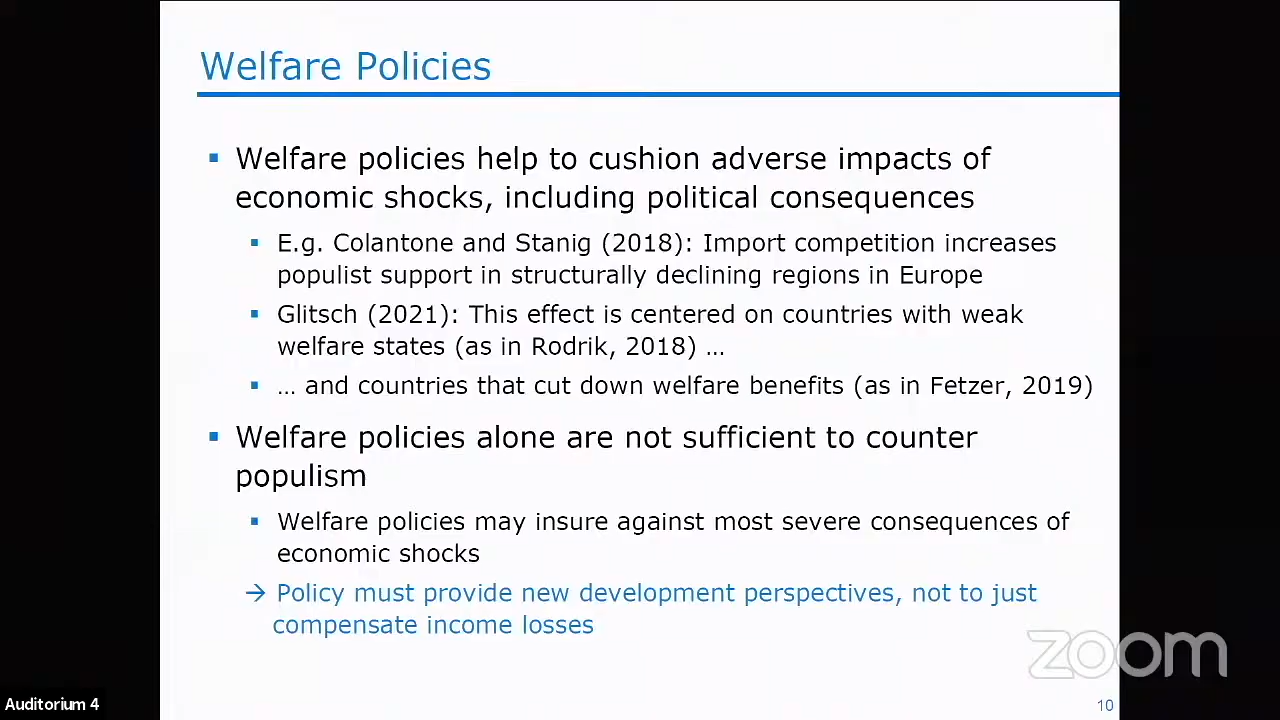 Welfare Policies
▪ Welfare policies help to cushion adverse impacts of
economic shocks, including political consequences
▪ E.g. Colantone and Stanig (2018): Import competition increases
populist support in structurally declining regions in Europe
▪ Glitsch (2021): This effect is centered on countries with weak
welfare states (as in Rodrik, 2018) …
▪ … and countries that cut down welfare benefits (as in Fetzer, 2019)
▪ Welfare policies alone are not sufficient to counter
populism
▪ Welfare policies may insure against most severe consequences of
economic shocks
→ Policy must provide new development perspectives, not to just
compensate income losses
zoom
Auditorium 4
10